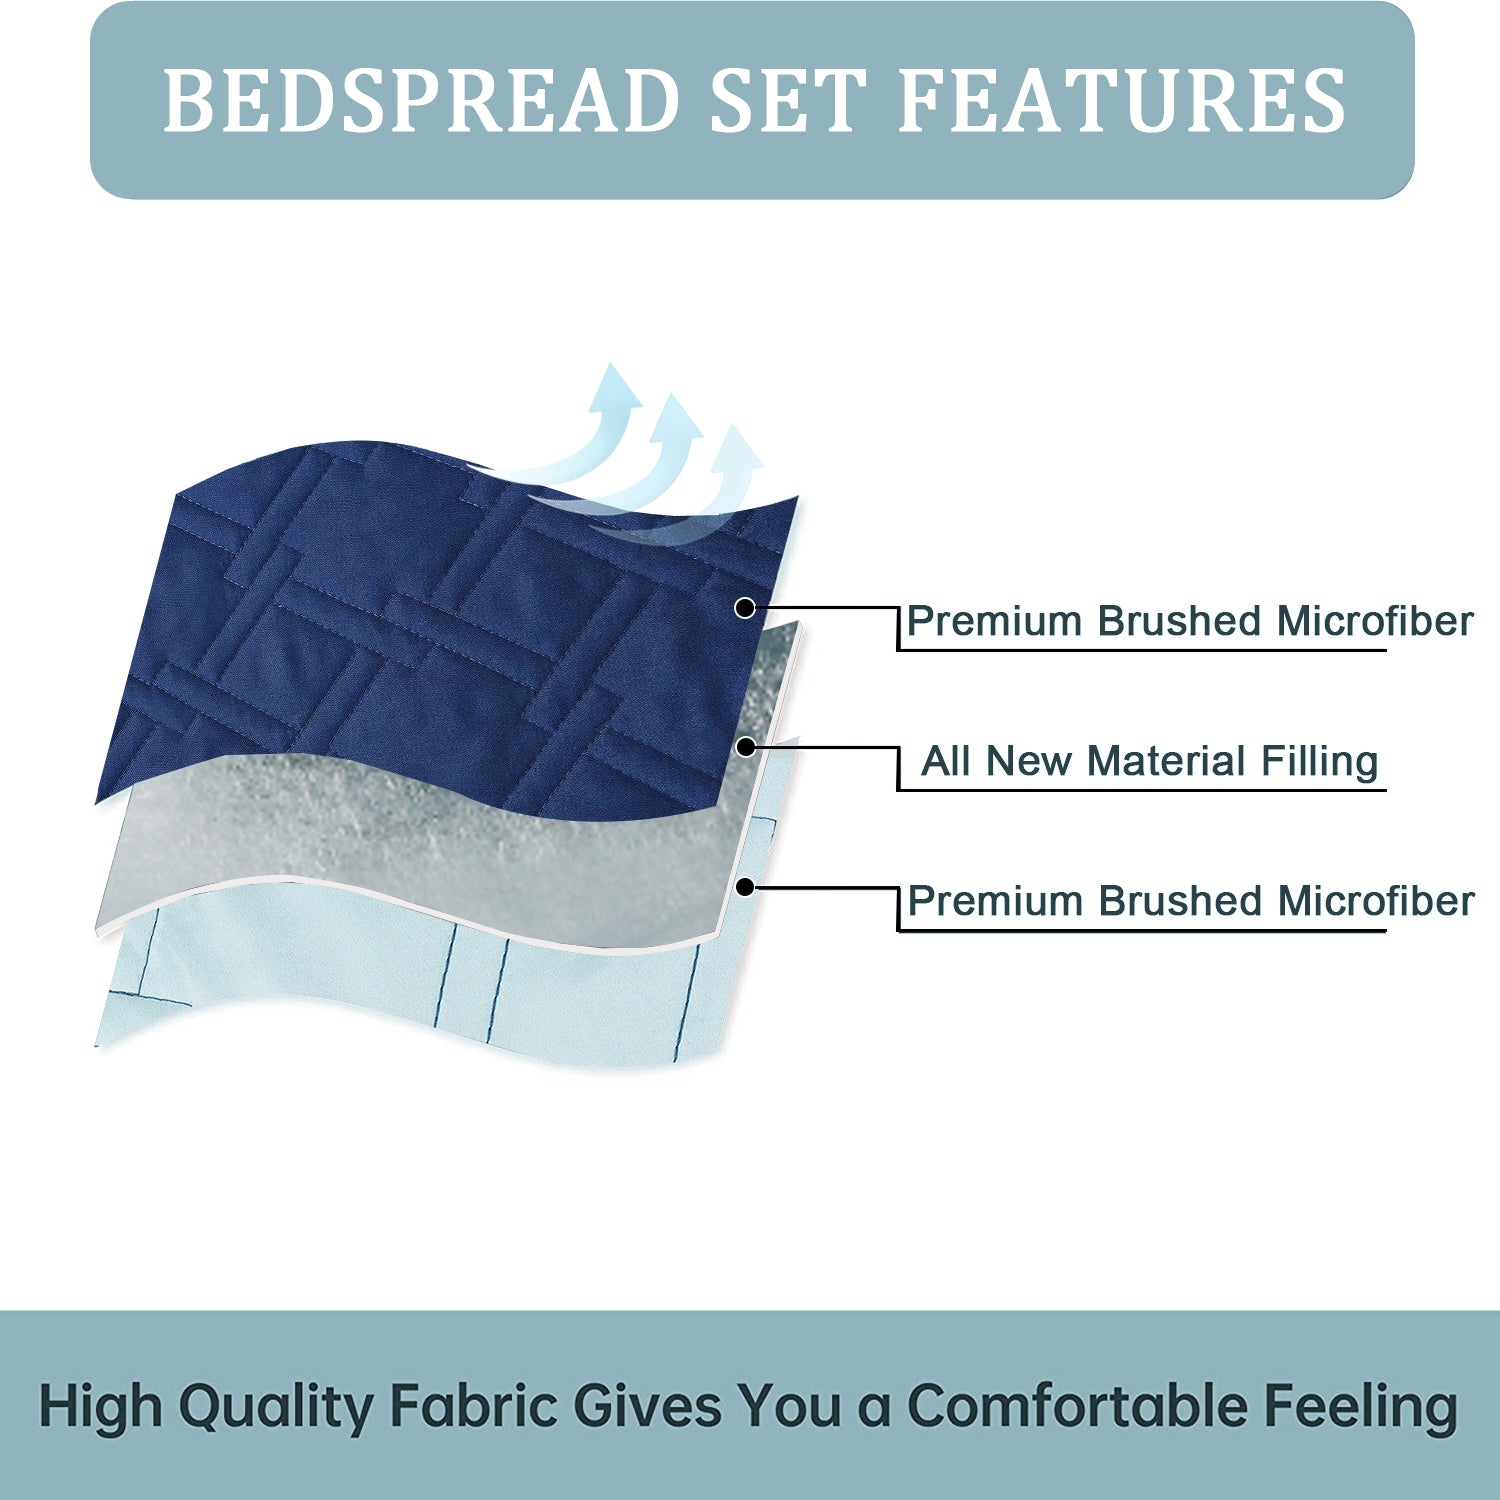 BEDSPREAD SET FEATURES
Premium Brushed Microfiber
All New Material Filling
Premium Brushed Microfiber
High Quality Fabric Gives You a Comfortable Feeling